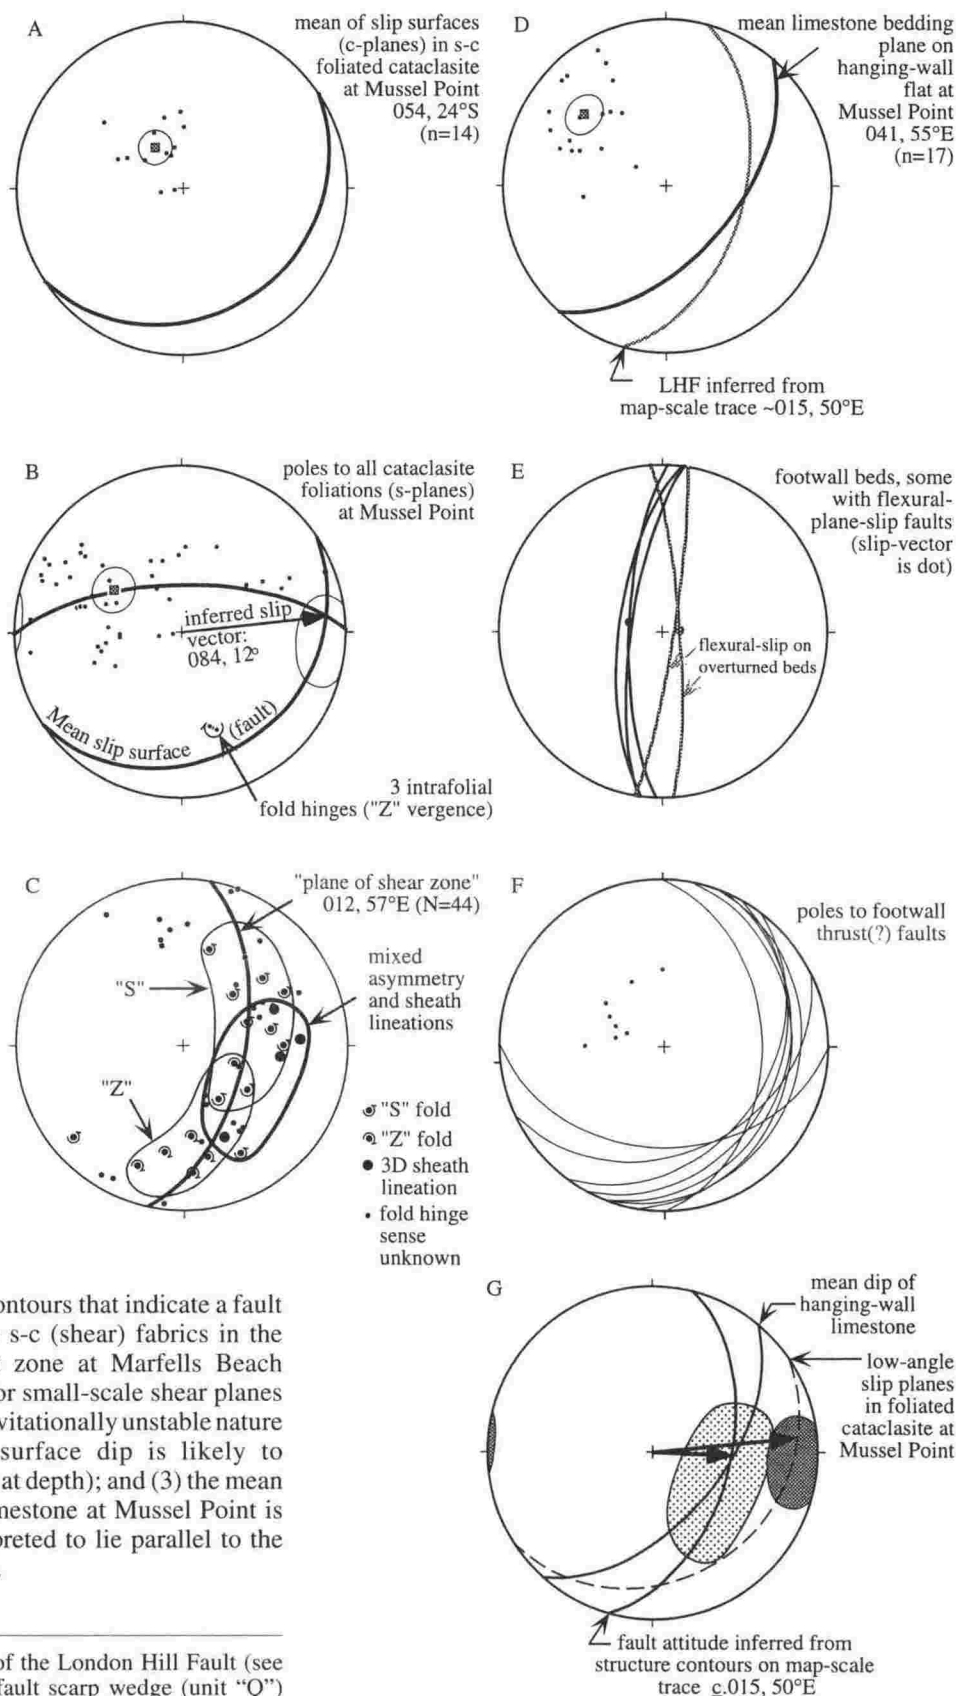 A
mean of slip surfaces
(c-planes) in s-c
foliated cataclasite
at Mussel Point
054, 24°S
(n=14)
D
mean limestone bedding
plane on
hanging-wall
flat at
Mussel Point
041, 55°E
(n=17)
LHF inferred from
map-scale trace ~015, 50°E
B
poles to all cataclasite
foliations (s-planes)
at Mussel Point
inferred slip
vector:
084, 12°
Mean slip surface (fault)
3 intrafolial
fold hinges ("Z" vergence)
E
footwall beds, some
with flexural-
plane-slip faults
(slip-vector
is dot)
flexural-slip on
overturned beds
C
"plane of shear zone"
012, 57°E (N=44)
mixed
asymmetry
and sheath
lineations
"S"
"Z"
"S" fold
"Z" fold
3D sheath
lineation
fold hinge
sense
unknown
F
poles to footwall
thrust(?) faults
G
mean dip of
hanging-wall
limestone
low-angle
slip planes
in foliated
cataclasite at
Mussel Point
fault attitude inferred from
structure contours on map-scale
trace c.015, 50°E
ontours that indicate a fault
s-c (shear) fabrics in the
zone at Marfells Beach
or small-scale shear planes
vitationally unstable nature
surface dip is likely to
at depth); and (3) the mean
mestone at Mussel Point is
preted to lie parallel to the
of the London Hill Fault (see
fault scarp wedge (unit "Q")